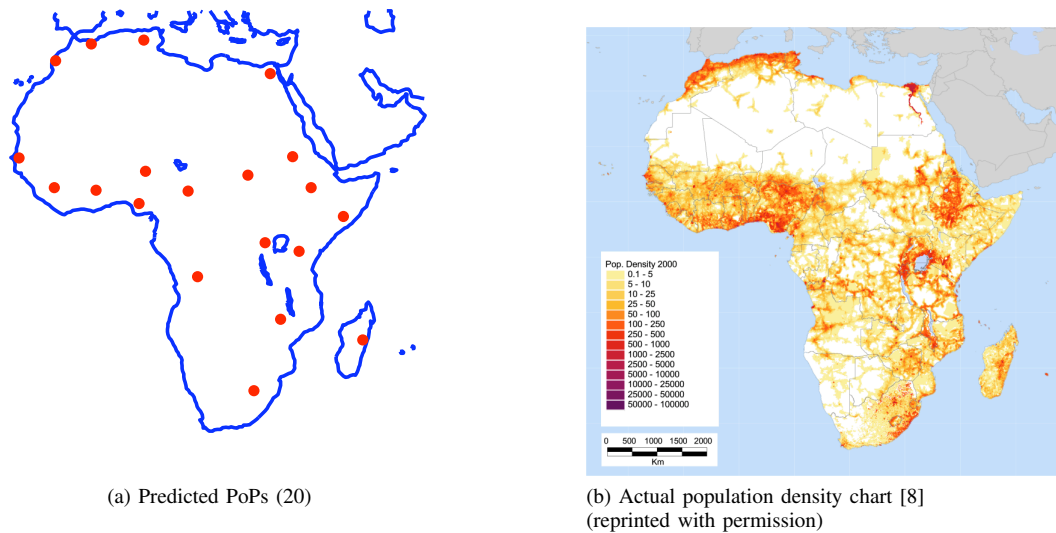 Pop. Density 2000
0.1 - 5
5 - 10
10 - 25
25 - 50
50 - 100
100 - 250
250 - 500
500 - 1000
1000 - 2500
2500 - 5000
5000 - 10000
10000 - 25000
25000 - 50000
50000 - 100000
0 500 1000 1500 2000
Km
(a) Predicted PoPs (20)
(b) Actual population density chart [8]
(reprinted with permission)